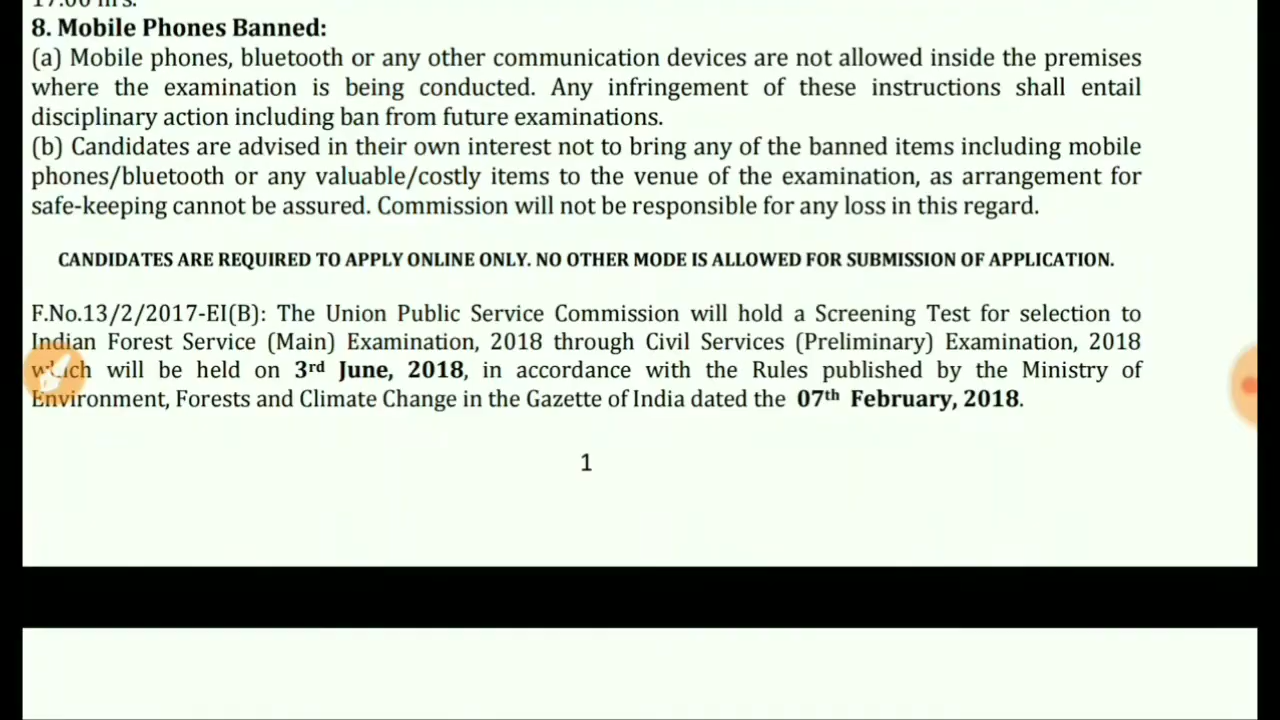 17.00 hrs.
8. Mobile Phones Banned:
(a) Mobile phones, bluetooth or any other communication devices are not allowed inside the premises
where the examination is being conducted. Any infringement of these instructions shall entail
disciplinary action including ban from future examinations.
(b) Candidates are advised in their own interest not to bring any of the banned items including mobile
phones/bluetooth or any valuable/costly items to the venue of the examination, as arrangement for
safe-keeping cannot be assured. Commission will not be responsible for any loss in this regard.
CANDIDATES ARE REQUIRED TO APPLY ONLINE ONLY. NO OTHER MODE IS ALLOWED FOR SUBMISSION OF APPLICATION.
F.No.13/2/2017-EI(B): The Union Public Service Commission will hold a Screening Test for selection to
Indian Forest Service (Main) Examination, 2018 through Civil Services (Preliminary) Examination, 2018
which will be held on 3rd June, 2018, in accordance with the Rules published by the Ministry of
Environment, Forests and Climate Change in the Gazette of India dated the 07th February, 2018.
1